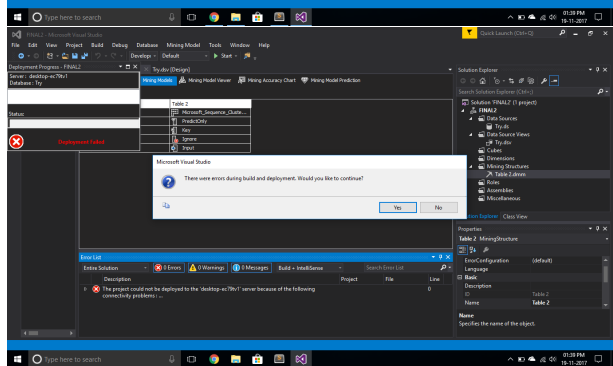 Type here to search
01:39 PM
19-11-2017
FINAL2 - Microsoft Visual Studio
Quick Launch (Ctrl+Q)
File Edit View Project Build Debug Database Mining Model Tools Window Help
Develop Default Start
Deployment Progress - FINAL2
Server: desktop-ec79tv1
Database: Try
Status:
Deployment Failed
Try.dsv [Design]
Mining Models Mining Model Viewer Mining Accuracy Chart Mining Model Prediction
Table 2
Microsoft_Sequence_Cluste...
PredictOnly
Key
Ignore
Input
Microsoft Visual Studio
There were errors during build and deployment. Would you like to continue?
Yes No
Error List
Entire Solution 0 Errors 0 Warnings 0 Messages Build + IntelliSense Search Error List
Description Project File Line
The project could not be deployed to the 'desktop-ec79tv1' server because of the following 0
connectivity problems : ...
Solution Explorer
Search Solution Explorer (Ctrl+;)
Solution 'FINAL2' (1 project)
FINAL2
Data Sources
Try.ds
Data Source Views
Try.dsv
Cubes
Dimensions
Mining Structures
Table 2.dmm
Roles
Assemblies
Miscellaneous
Solution Explorer Class View
Properties
Table 2 MiningStructure
ErrorConfiguration (default)
Language
Basic
Description
ID Table 2
Name Table 2
Name
Specifies the name of the object.
Type here to search
01:39 PM
19-11-2017